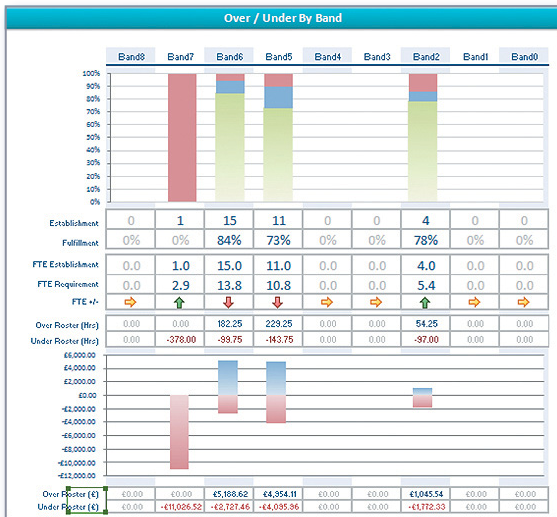 Over / Under By Band
Band8 Band7 Band6 Band5 Band4 Band3 Band2 Band1 Band0
100%
90%
80%
70%
60%
50%
40%
30%
20%
10%
0%
Establishment 0 1 15 11 0 0 4 0 0
Fulfillment 0% 0% 84% 73% 0% 0% 78% 0% 0%
FTE Establishment 0.0 1.0 15.0 11.0 0.0 0.0 4.0 0.0 0.0
FTE Requirement 0.0 2.9 13.8 10.8 0.0 0.0 5.4 0.0 0.0
FTE +/-
Over Roster (Hrs) 0.00 0.00 182.25 229.25 0.00 0.00 54.25 0.00 0.00
Under Roster (Hrs) 0.00 -378.00 -99.75 -143.75 0.00 0.00 -97.00 0.00 0.00
£6,000.00
£4,000.00
£2,000.00
£0.00
-£2,000.00
-£4,000.00
-£6,000.00
-£8,000.00
-£10,000.00
-£12,000.00
Over Roster (£) £0.00 £0.00 £5,188.62 £4,954.11 £0.00 £0.00 £1,045.54 £0.00 £0.00
Under Roster (£) £0.00 -£11,026.52 -£2,727.46 -£4,095.96 £0.00 £0.00 -£1,772.33 £0.00 £0.00